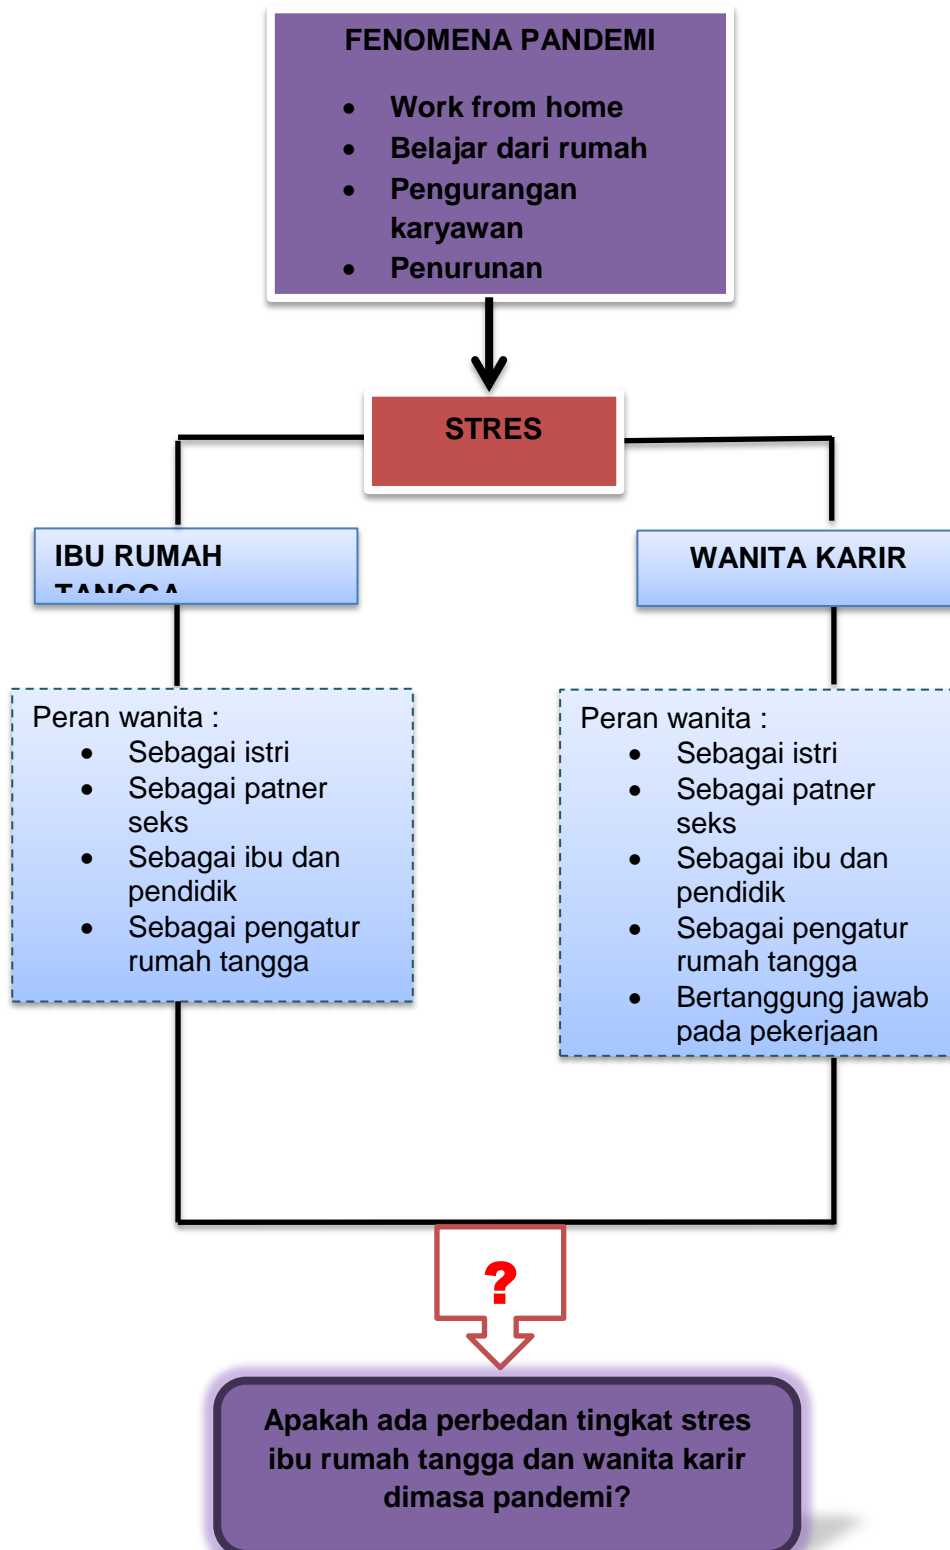 FENOMENA PANDEMI
• Work from home
• Belajar dari rumah
• Pengurangan
karyawan
• Penurunan
STRES
IBU RUMAH
TANGGA
WANITA KARIR
Peran wanita :
• Sebagai istri
• Sebagai patner
seks
• Sebagai ibu dan
pendidik
• Sebagai pengatur
rumah tangga
Peran wanita :
• Sebagai istri
• Sebagai patner
seks
• Sebagai ibu dan
pendidik
• Sebagai pengatur
rumah tangga
• Bertanggung jawab
pada pekerjaan
?
Apakah ada perbedan tingkat stres
ibu rumah tangga dan wanita karir
dimasa pandemi?